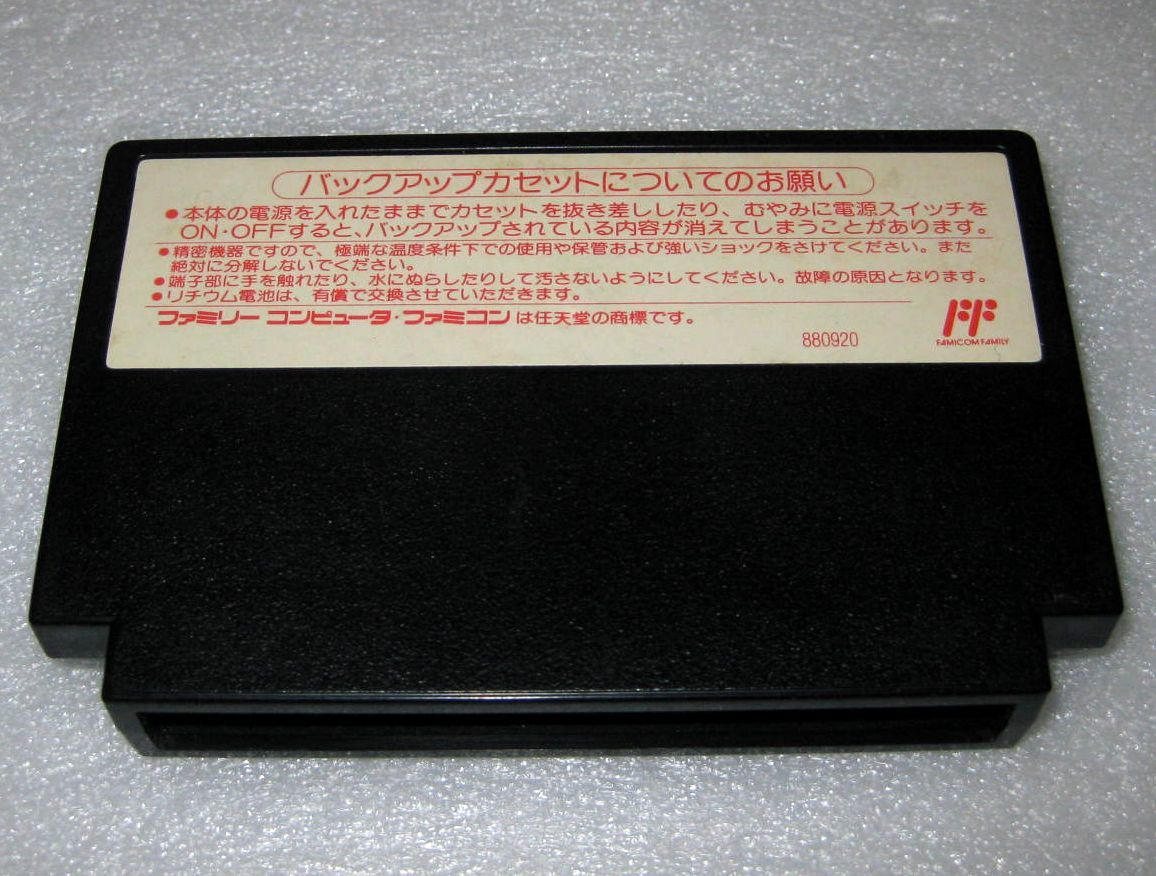 バックアップカセットについてのお願い
●本体の電源を入れたままでカセットを抜き差ししたり、むやみに電源スイッチを
ON・OFFすると、バックアップされている内容が消えてしまうことがあります。
●精密機器ですので、極端な温度条件下での使用や保管および強いショックをさけてください。また
絶対に分解しないでください。
●端子部に手を触れたり、水にぬらしたりして汚さないようにしてください。故障の原因となります。
●リチウム電池は、有償で交換させていただきます。
ファミリー コンピュータ・ファミコンは任天堂の商標です。
880920
FAMICOM FAMILY